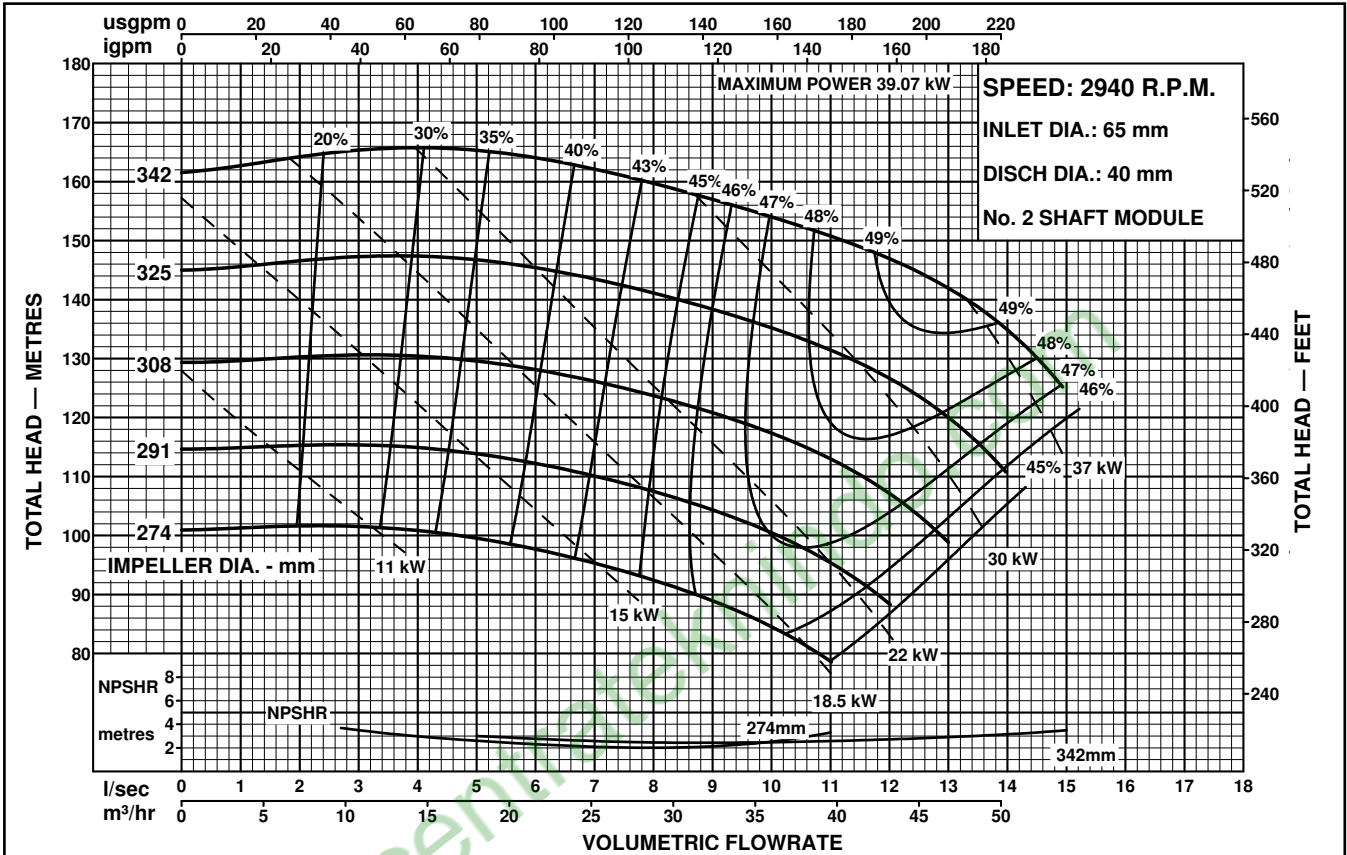 usgpm 0 20 40 60 80 100 120 140 160 180 200 220
igpm 0 20 40 60 80 100 120 140 160 180
MAXIMUM POWER 39.07 kW
SPEED: 2940 R.P.M.
INLET DIA.: 65 mm
DISCH DIA.: 40 mm
No. 2 SHAFT MODULE
TOTAL HEAD — METRES
180
170
160
150
140
130
120
110
100
90
80
TOTAL HEAD — FEET
560
520
480
440
400
360
320
280
240
342
325
308
291
274
IMPELLER DIA. - mm
20%
30%
35%
40%
43%
45%
46%
47%
48%
49%
49%
48%
47%
46%
45%
37 kW
30 kW
22 kW
18.5 kW
15 kW
11 kW
NPSHR
metres
8
6
4
2
NPSHR
274mm
342mm
l/sec 0 1 2 3 4 5 6 7 8 9 10 11 12 13 14 15 16 17 18
m³/hr 0 5 10 15 20 25 30 35 40 45 50
VOLUMETRIC FLOWRATE
sentrateknindo.com